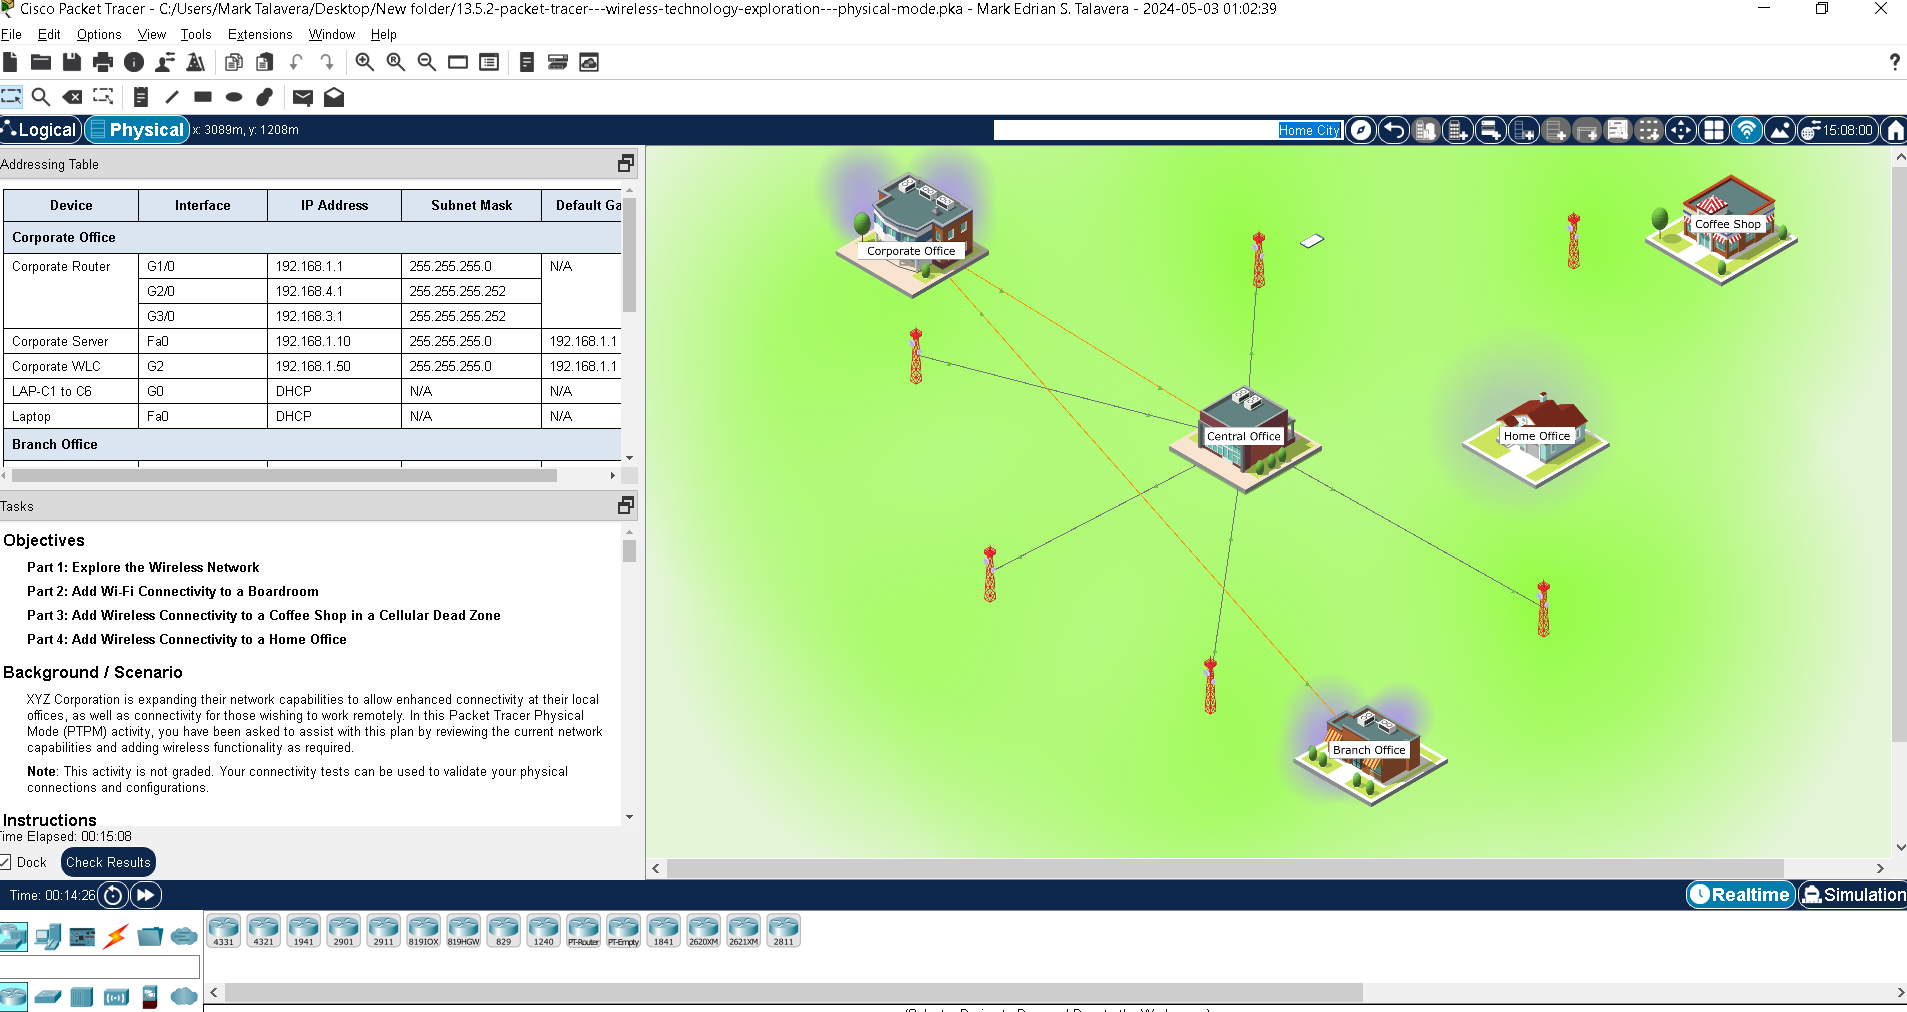 Cisco Packet Tracer - C:/Users/Mark Talavera/Desktop/New folder/13.5.2-packet-tracer---wireless-technology-exploration---physical-mode.pka - Mark Edrian S. Talavera - 2024-05-03 01:02:39
File Edit Options View Tools Extensions Window Help
?
Logical Physical x: 3089m, y: 1208m Home City 15:08:00
Addressing Table
Device Interface IP Address Subnet Mask Default Ga
Corporate Office
Corporate Router G1/0 192.168.1.1 255.255.255.0 N/A
G2/0 192.168.4.1 255.255.255.252
G3/0 192.168.3.1 255.255.255.252
Corporate Server Fa0 192.168.1.10 255.255.255.0 192.168.1.1
Corporate WLC G2 192.168.1.50 255.255.255.0 192.168.1.1
LAP-C1 to C6 G0 DHCP N/A N/A
Laptop Fa0 DHCP N/A N/A
Branch Office
Tasks
Objectives
Part 1: Explore the Wireless Network
Part 2: Add Wi-Fi Connectivity to a Boardroom
Part 3: Add Wireless Connectivity to a Coffee Shop in a Cellular Dead Zone
Part 4: Add Wireless Connectivity to a Home Office
Background / Scenario
XYZ Corporation is expanding their network capabilities to allow enhanced connectivity at their local
offices, as well as connectivity for those wishing to work remotely. In this Packet Tracer Physical
Mode (PTPM) activity, you have been asked to assist with this plan by reviewing the current network
capabilities and adding wireless functionality as required.
Note: This activity is not graded. Your connectivity tests can be used to validate your physical
connections and configurations.
Instructions
Time Elapsed: 00:15:08
Dock Check Results
Corporate Office
Coffee Shop
Central Office
Home Office
Branch Office
Time: 00:14:26 Realtime Simulation
4331 4321 1941 2901 2911 819IOX 819HGW 829 1240 PT-Router PT-Empty 1841 2620XM 2621XM 2811